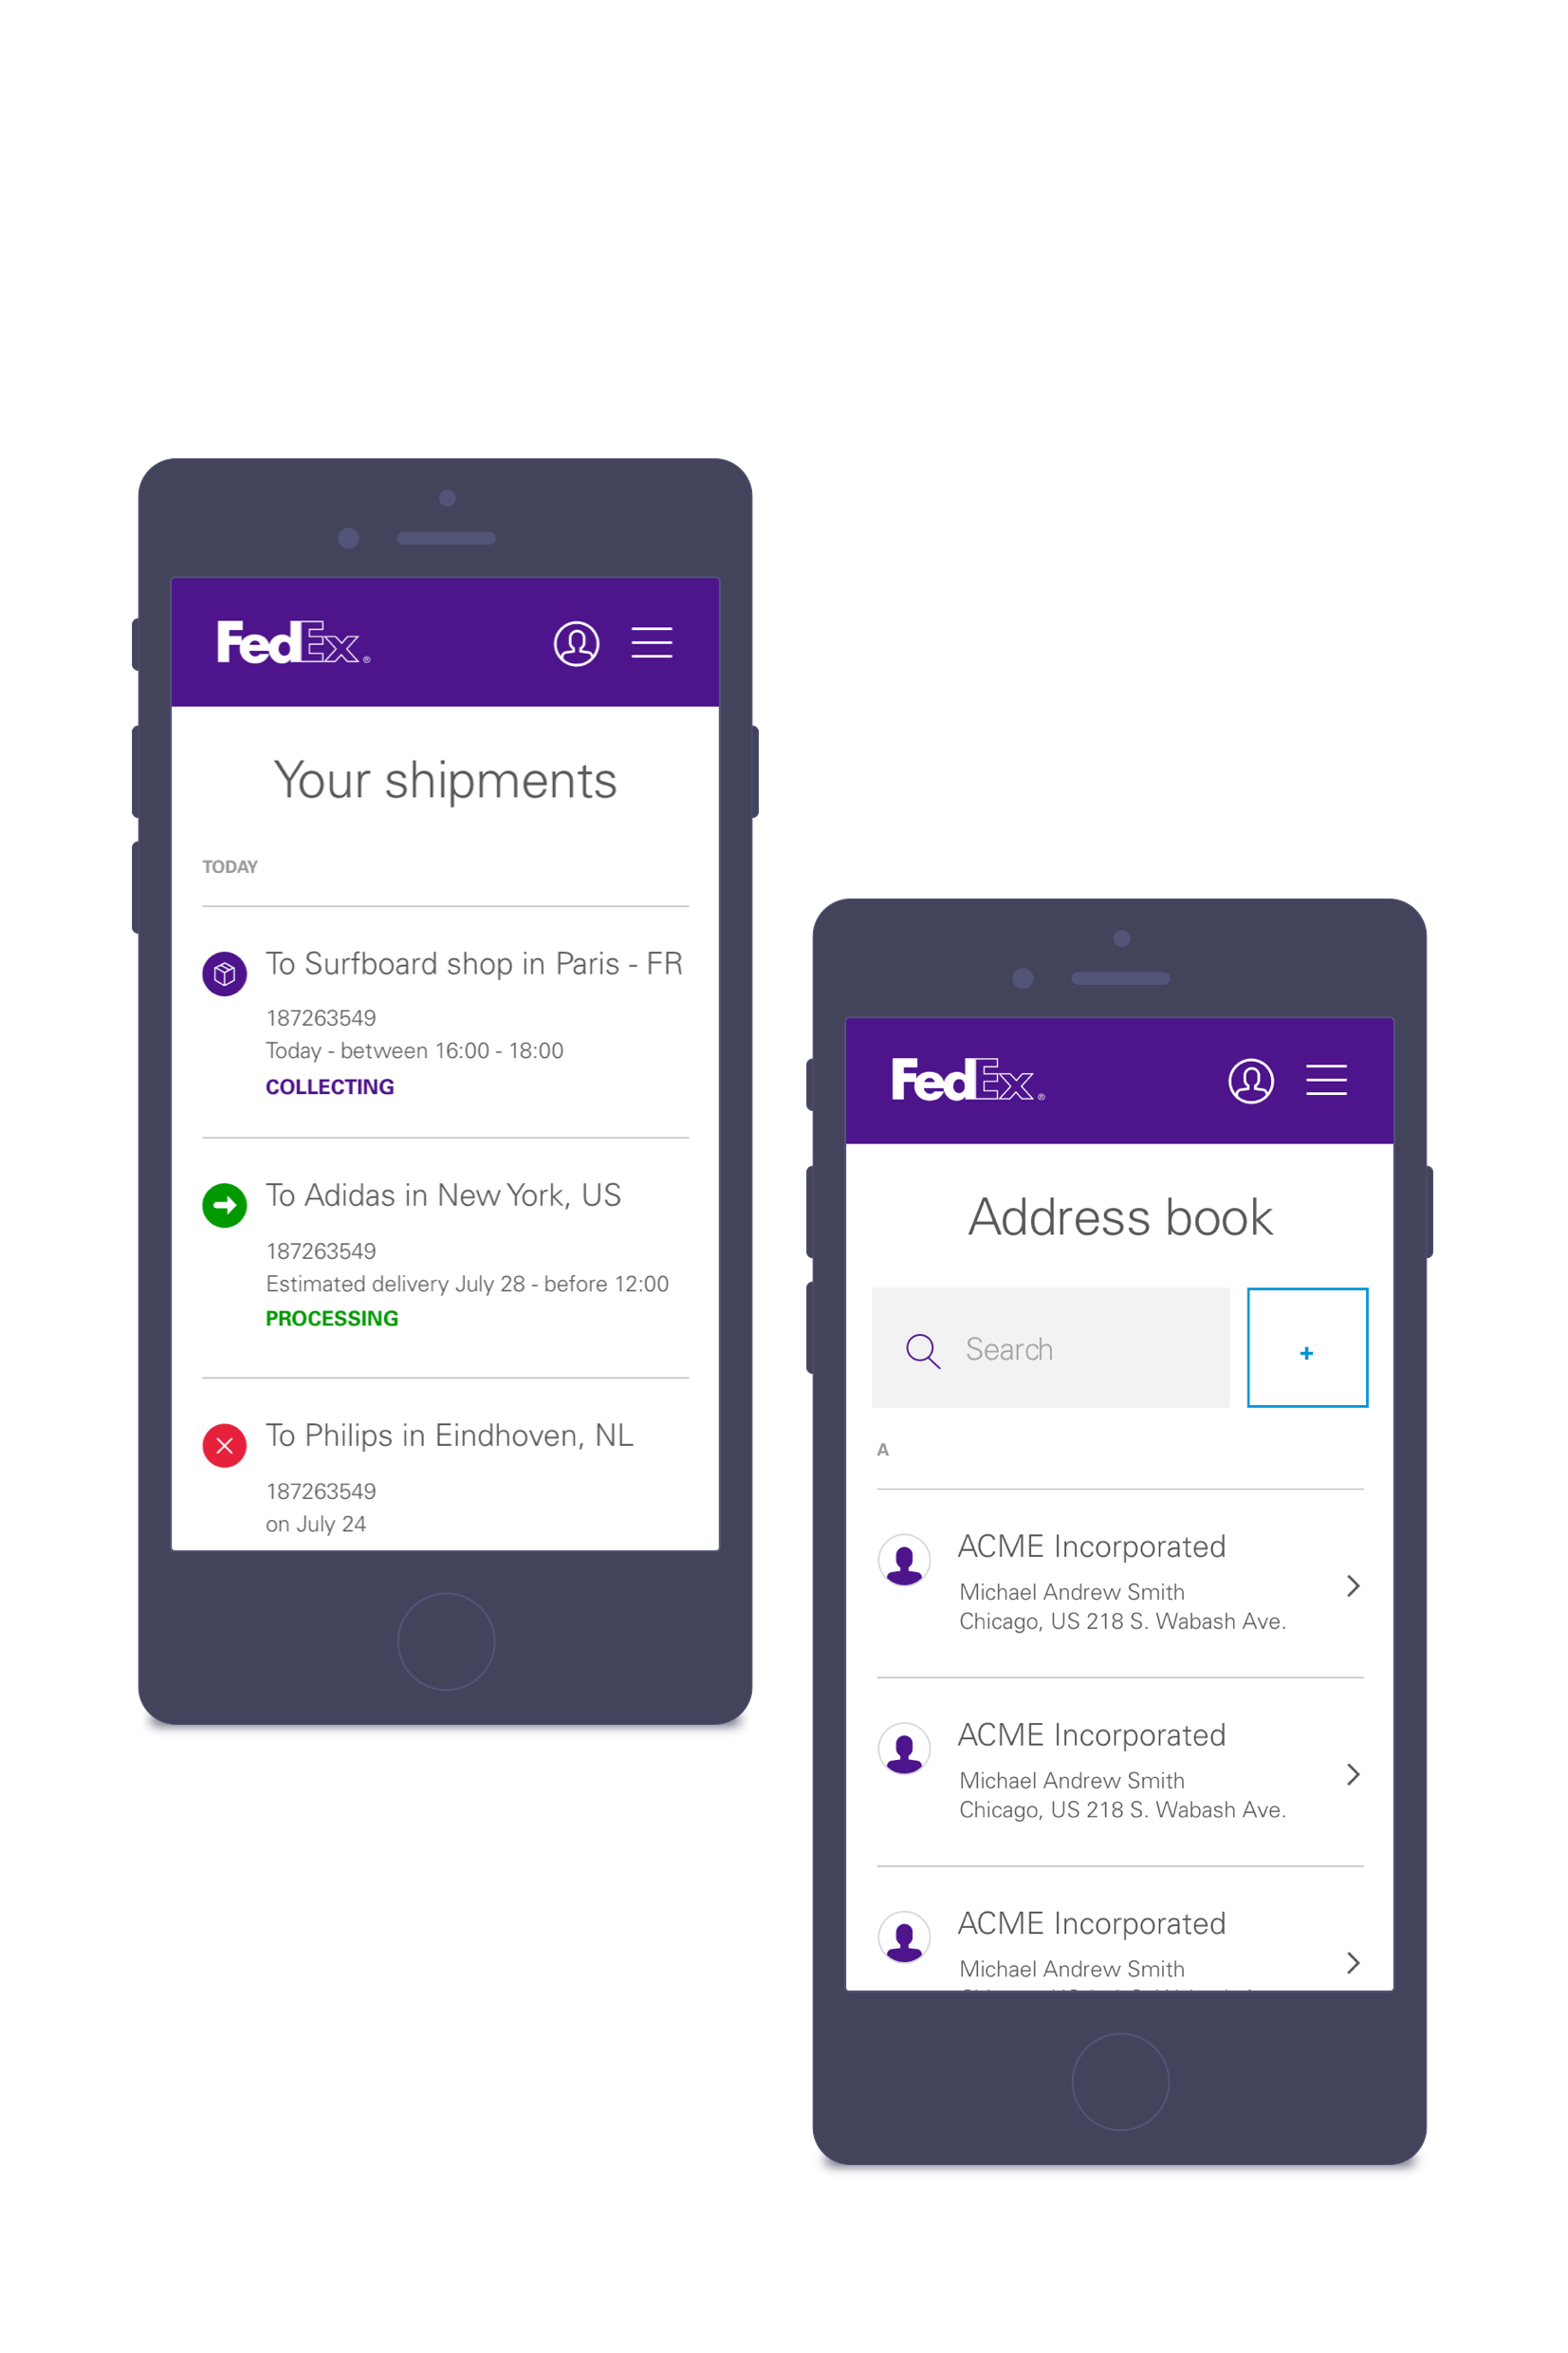 FedEx®
Your shipments
TODAY
To Surfboard shop in Paris - FR
187263549
Today - between 16:00 - 18:00
COLLECTING
To Adidas in New York, US
187263549
Estimated delivery July 28 - before 12:00
PROCESSING
To Philips in Eindhoven, NL
187263549
on July 24
FedEx®
Address book
Search
+
A
ACME Incorporated
Michael Andrew Smith
Chicago, US 218 S. Wabash Ave.
ACME Incorporated
Michael Andrew Smith
Chicago, US 218 S. Wabash Ave.
ACME Incorporated
Michael Andrew Smith